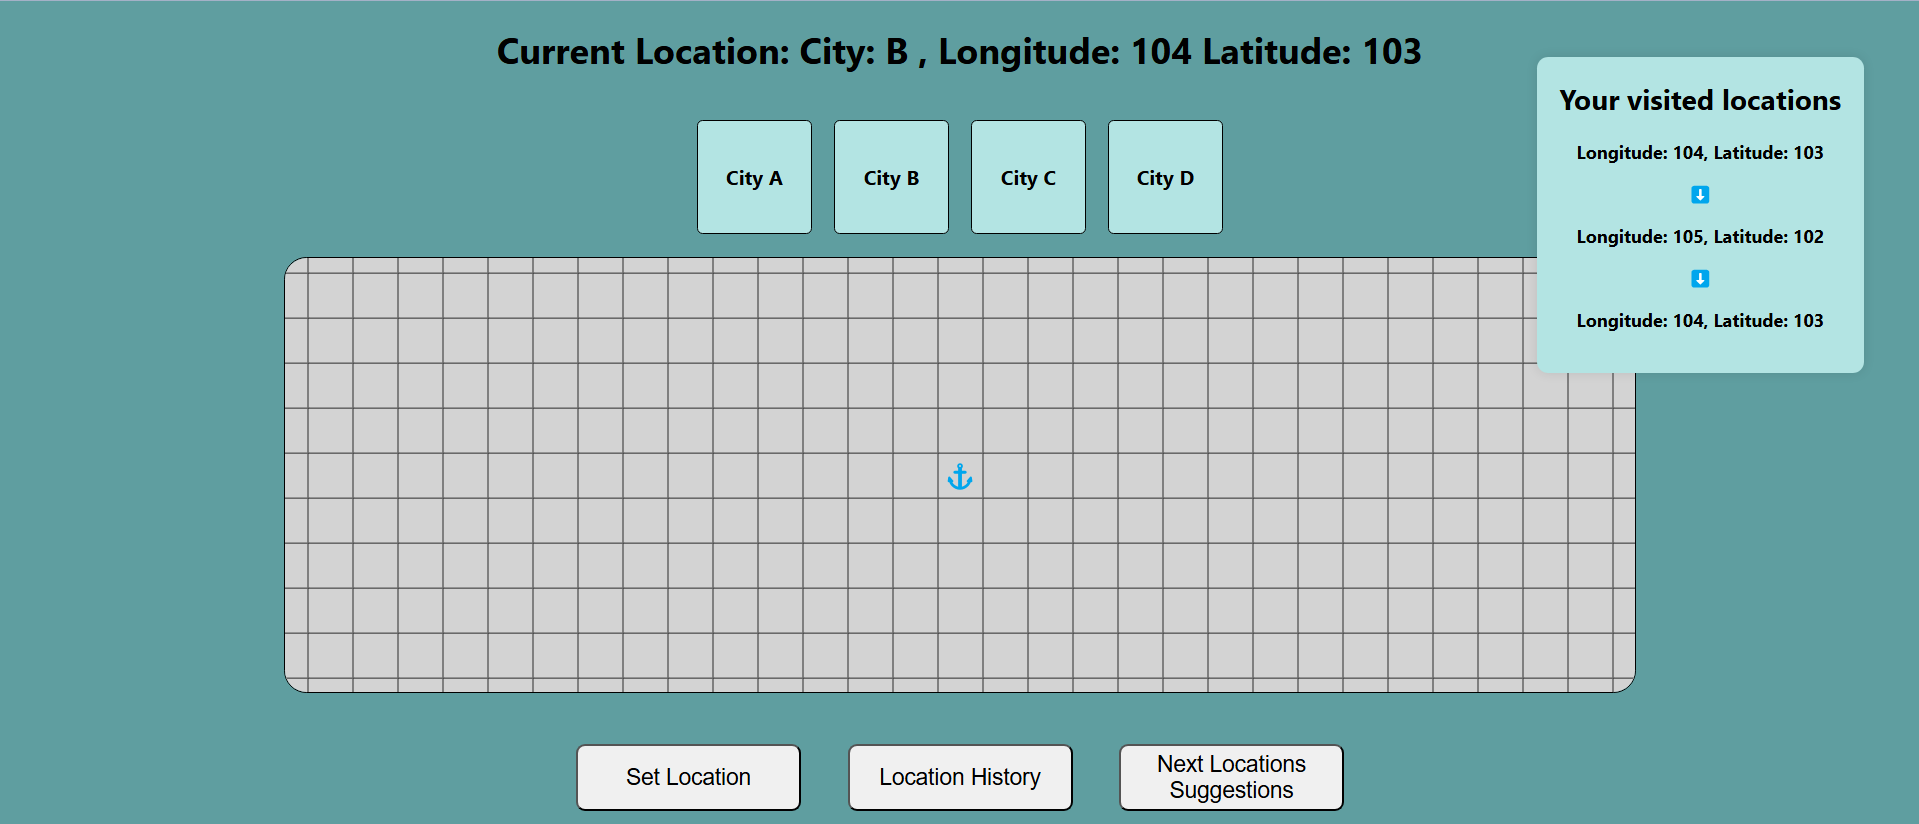 Current Location: City: B , Longitude: 104 Latitude: 103
City A
City B
City C
City D
Your visited locations
Longitude: 104, Latitude: 103
Longitude: 105, Latitude: 102
Longitude: 104, Latitude: 103
Set Location
Location History
Next Locations
Suggestions